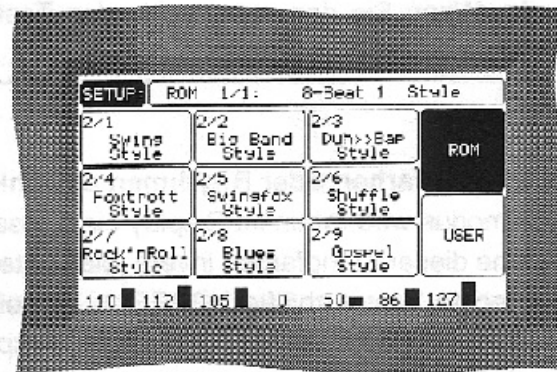 SETUP: ROM 1/1: 8-Beat 1 Style
2/1 Swing Style
2/2 Big Band Style
2/3 Duh>>Bap Style
ROM
2/4 Foxtrott Style
2/5 Swingfox Style
2/6 Shuffle Style
2/7 Rock'nRoll Style
2/8 Blues Style
2/9 Gospel Style
USER
110 112 105 0 50 86 127